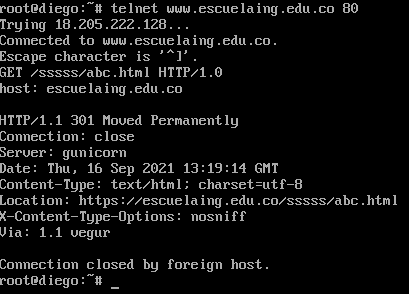 root@diego:~# telnet www.escuelaing.edu.co 80
Trying 18.205.222.128...
Connected to www.escuelaing.edu.co.
Escape character is '^]'.
GET /sssss/abc.html HTTP/1.0
host: escuelaing.edu.co
HTTP/1.1 301 Moved Permanently
Connection: close
Server: gunicorn
Date: Thu, 16 Sep 2021 13:19:14 GMT
Content-Type: text/html; charset=utf-8
Location: https://escuelaing.edu.co/sssss/abc.html
X-Content-Type-Options: nosniff
Via: 1.1 vegur
Connection closed by foreign host.
root@diego:~# _